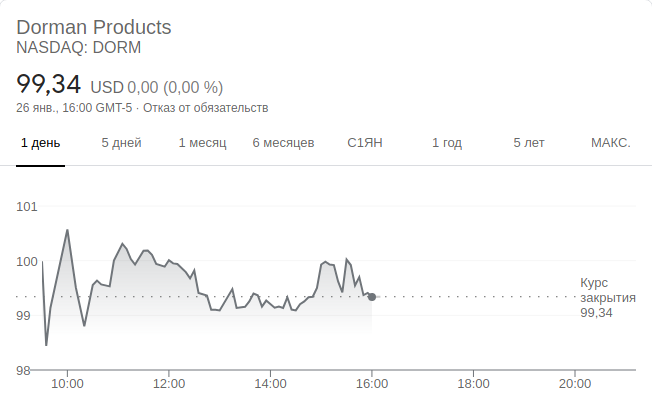 Dorman Products
NASDAQ: DORM
99,34 USD 0,00 (0,00 %)
26 янв., 16:00 GMT-5 · Отказ от обязательств
1 день 5 дней 1 месяц 6 месяцев С1ЯН 1 год 5 лет МАКС.
101
100
99
98
Курс
закрытия
99,34
10:00 12:00 14:00 16:00 18:00 20:00